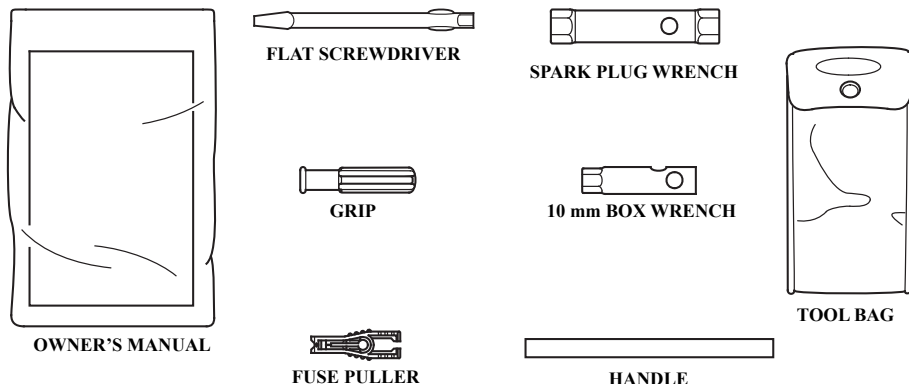 FLAT SCREWDRIVER
SPARK PLUG WRENCH
GRIP
10 mm BOX WRENCH
TOOL BAG
OWNER'S MANUAL
FUSE PULLER
HANDLE